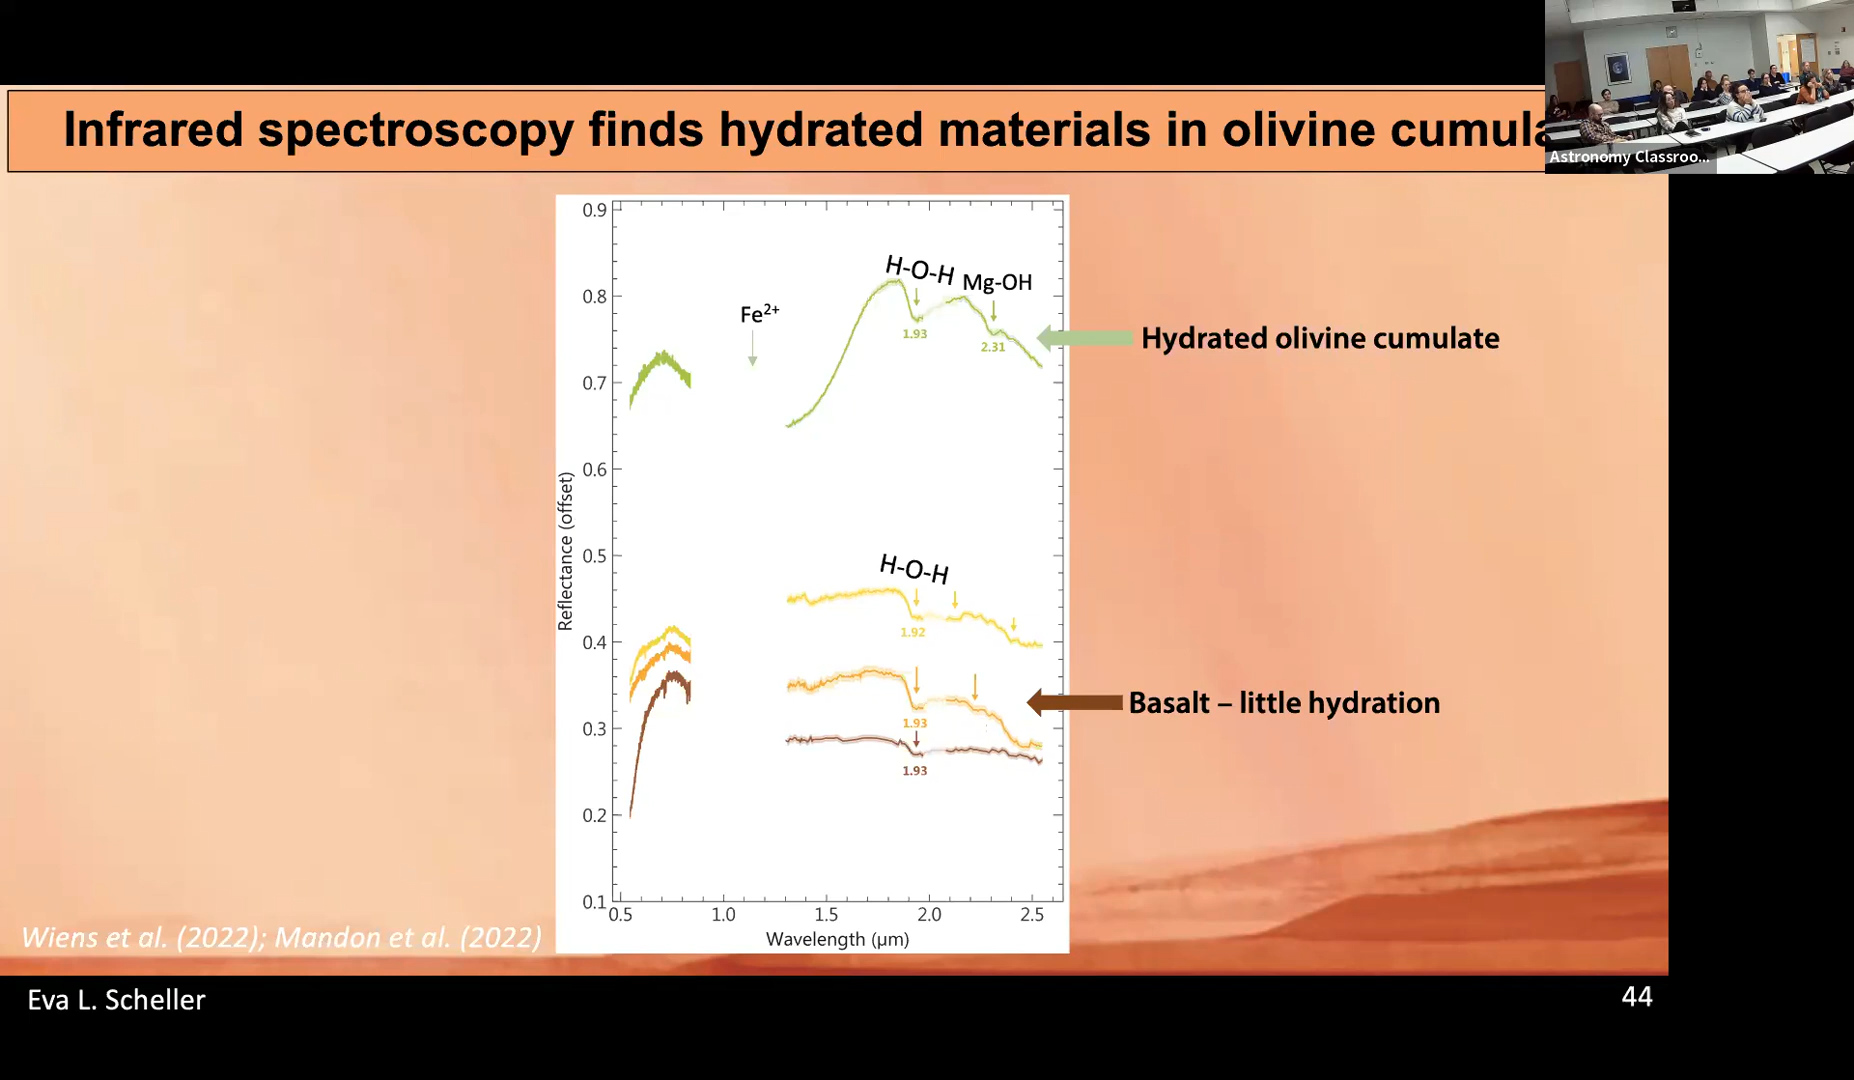 Infrared spectroscopy finds hydrated materials in olivine cumula
Astronomy Classroo...
0.9
0.8
0.7
0.6
0.5
0.4
0.3
0.2
0.1
Reflectance (offset)
0.5 1.0 1.5 2.0 2.5
Wavelength (µm)
Fe²⁺
H-O-H
Mg-OH
1.93
2.31
Hydrated olivine cumulate
H-O-H
1.92
1.93
Basalt – little hydration
1.93
Wiens et al. (2022); Mandon et al. (2022)
Eva L. Scheller
44